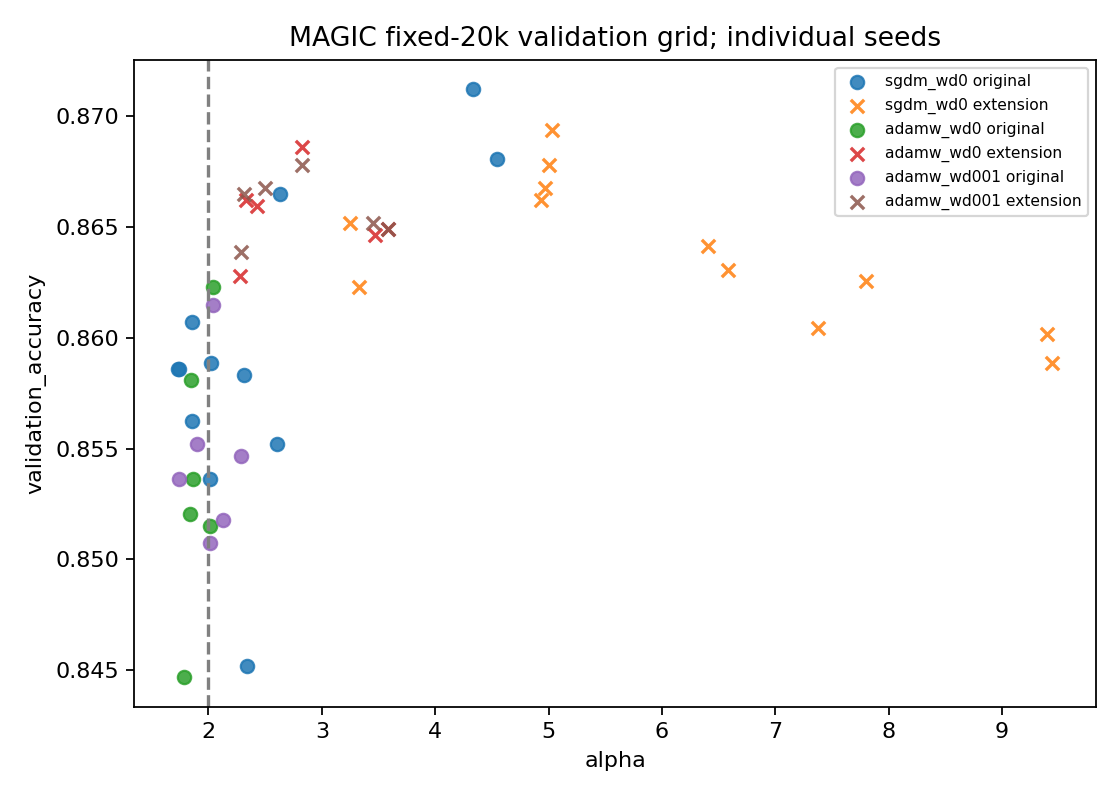 MAGIC fixed-20k validation grid; individual seeds
sgdm_wd0 original
sgdm_wd0 extension
adamw_wd0 original
adamw_wd0 extension
adamw_wd001 original
adamw_wd001 extension
validation_accuracy
0.870
0.865
0.860
0.855
0.850
0.845
2 3 4 5 6 7 8 9
alpha